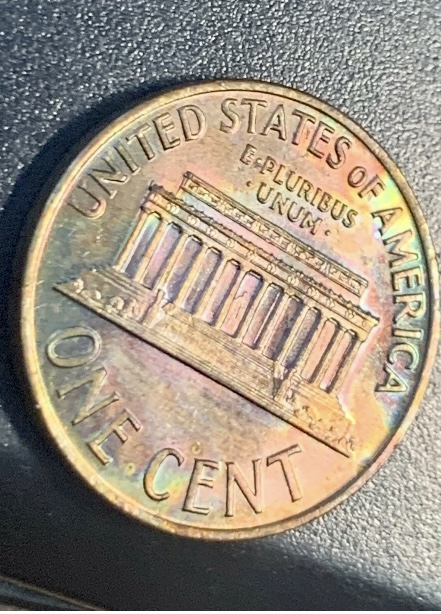 UNITED STATES OF AMERICA
E·PLURIBUS
·UNUM·
ONE·CENT